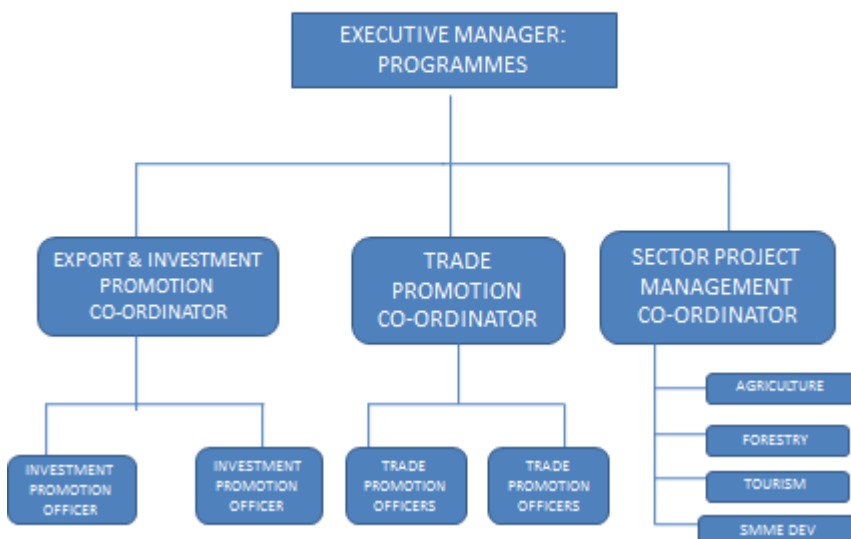 EXECUTIVE MANAGER:
PROGRAMMES
EXPORT & INVESTMENT
PROMOTION
CO-ORDINATOR
TRADE
PROMOTION
CO-ORDINATOR
SECTOR PROJECT
MANAGEMENT
CO-ORDINATOR
INVESTMENT
PROMOTION
OFFICER
INVESTMENT
PROMOTION
OFFICER
TRADE
PROMOTION
OFFICERS
TRADE
PROMOTION
OFFICERS
AGRICULTURE
FORESTRY
TOURISM
SMME DEV